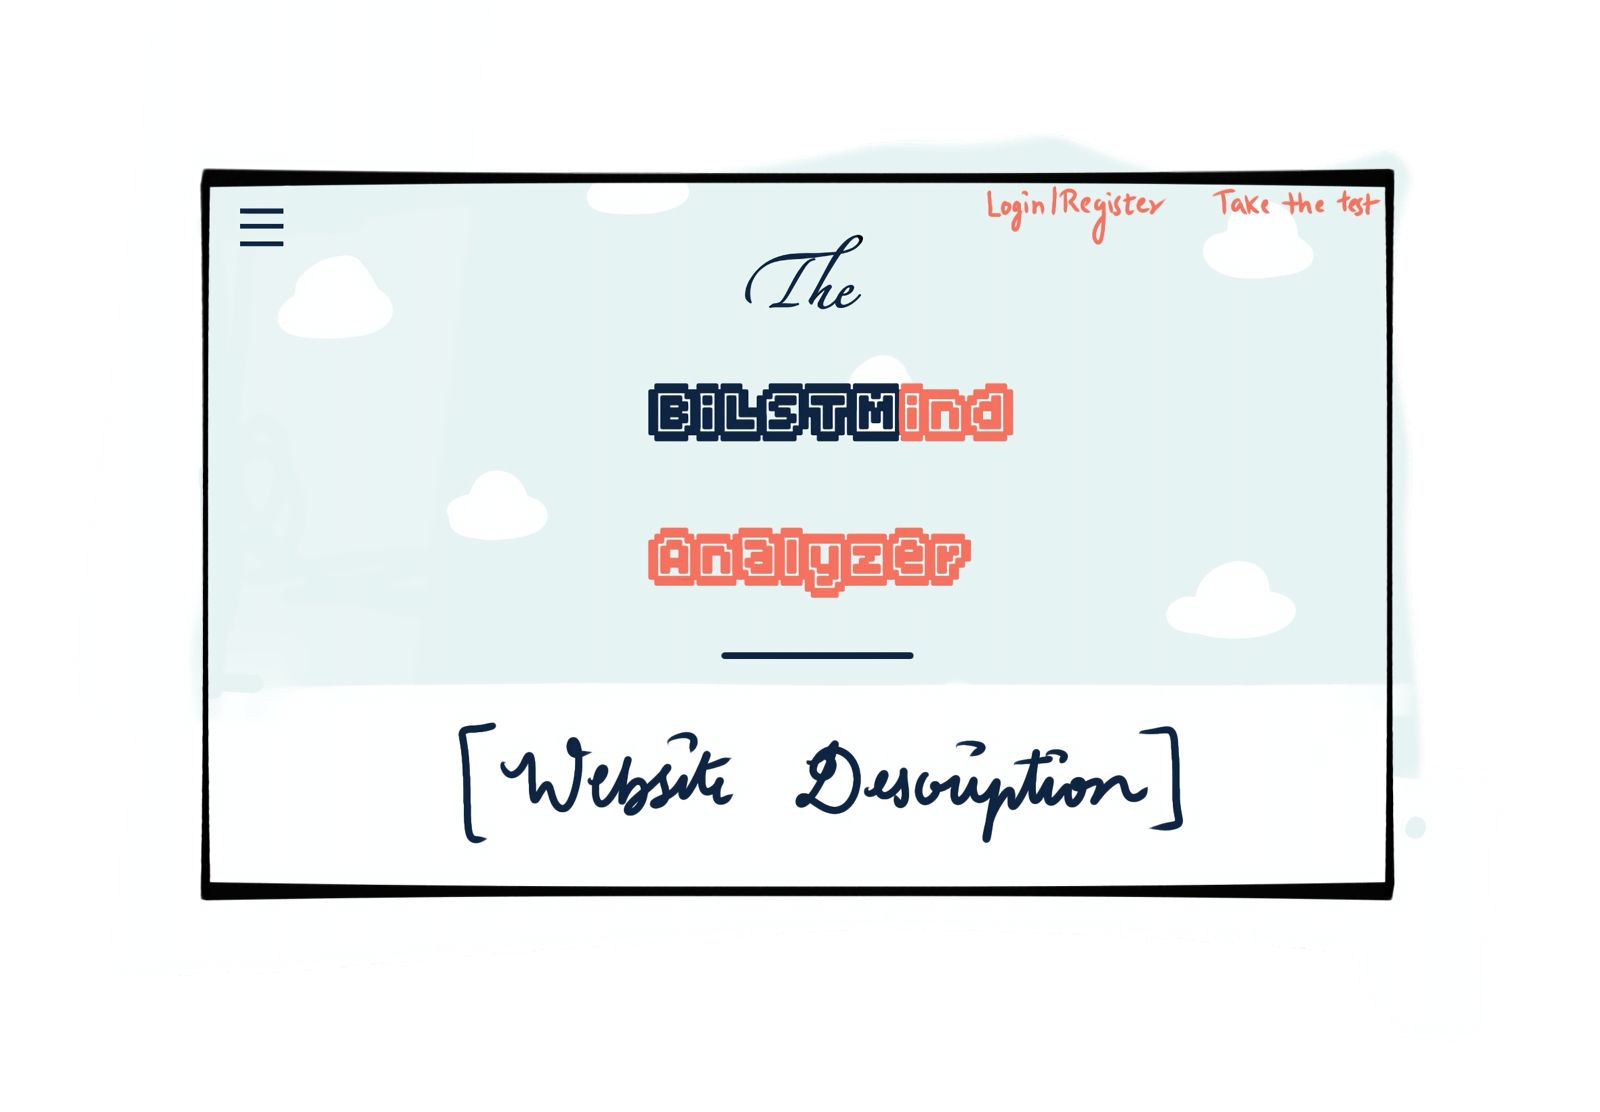 Login/Register Take the test
The
BiLSTMind
Analyzer
[Website Description]